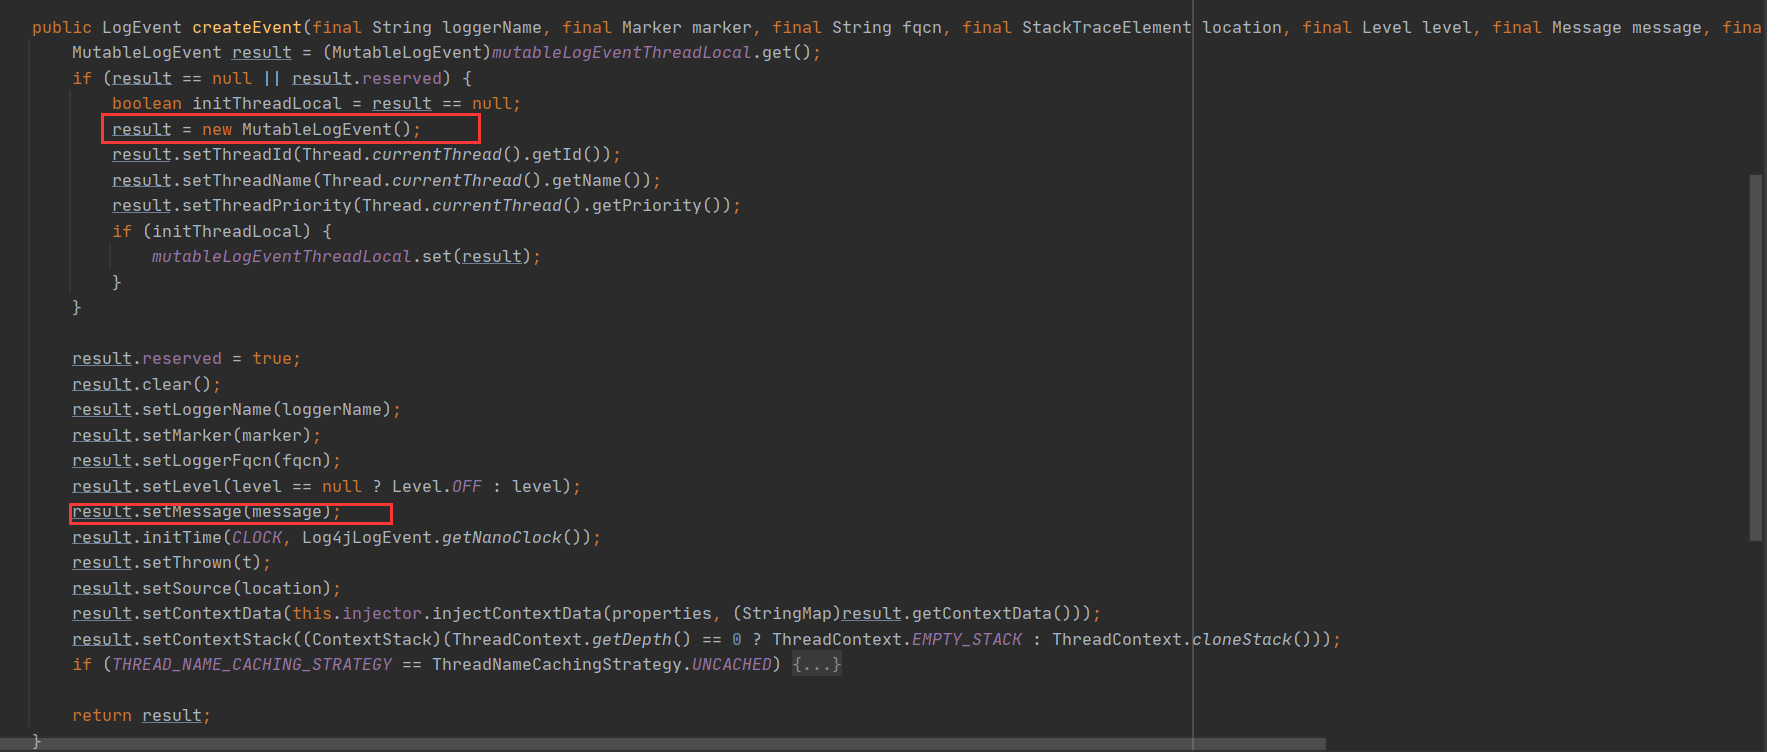 public LogEvent createEvent(final String loggerName, final Marker marker, final String fqcn, final StackTraceElement location, final Level level, final Message message, fina
MutableLogEvent result = (MutableLogEvent)mutableLogEventThreadLocal.get();
if (result == null || result.reserved) {
boolean initThreadLocal = result == null;
result = new MutableLogEvent();
result.setThreadId(Thread.currentThread().getId());
result.setThreadName(Thread.currentThread().getName());
result.setThreadPriority(Thread.currentThread().getPriority());
if (initThreadLocal) {
mutableLogEventThreadLocal.set(result);
}
}
result.reserved = true;
result.clear();
result.setLoggerName(loggerName);
result.setMarker(marker);
result.setLoggerFqcn(fqcn);
result.setLevel(level == null ? Level.OFF : level);
result.setMessage(message);
result.initTime(CLOCK, Log4jLogEvent.getNanoClock());
result.setThrown(t);
result.setSource(location);
result.setContextData(this.injector.injectContextData(properties, (StringMap)result.getContextData()));
result.setContextStack((ContextStack)(ThreadContext.getDepth() == 0 ? ThreadContext.EMPTY_STACK : ThreadContext.cloneStack()));
if (THREAD_NAME_CACHING_STRATEGY == ThreadNameCachingStrategy.UNCACHED) {...}
return result;
}